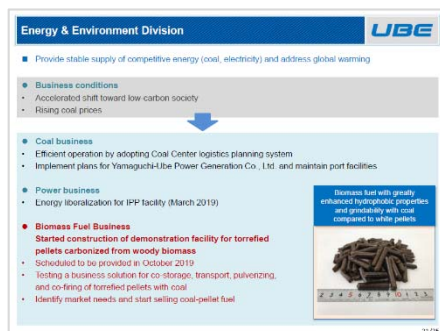 Energy & Environment Division
UBE
■ Provide stable supply of competitive energy (coal, electricity) and address global warming
● Business conditions
• Accelerated shift toward low-carbon society
• Rising coal prices
● Coal business
• Efficient operation by adopting Coal Center logistics planning system
• Implement plans for Yamaguchi-Ube Power Generation Co., Ltd. and maintain port facilities
● Power business
• Energy liberalization for IPP facility (March 2019)
● Biomass Fuel Business
Started construction of demonstration facility for torrefied
pellets carbonized from woody biomass
• Scheduled to be provided in October 2019
• Testing a business solution for co-storage, transport, pulverizing,
and co-firing of torrefied pellets with coal
• Identify market needs and start selling coal-pellet fuel
Biomass fuel with greatly
enhanced hydrophobic properties
and grindability with coal
compared to white pellets